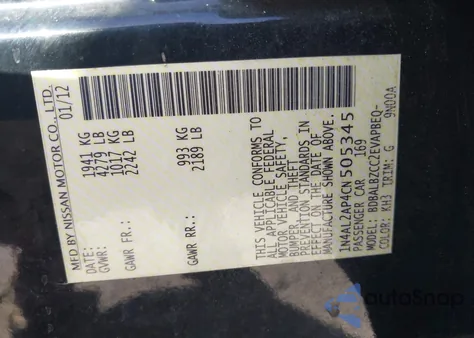 MFD BY NISSAN MOTOR CO., LTD.
DATE: 01/12
GVWR: 1941 KG
4279 LB
GAWR FR.: 1017 KG
2242 LB
GAWR RR: 993 KG
2189 LB
THIS VEHICLE CONFORMS TO
ALL APPLICABLE FEDERAL
MOTOR VEHICLE SAFETY,
BUMPER AND THEFT
PREVENTION STANDARDS IN
EFFECT ON THE DATE OF
MANUFACTURE SHOWN ABOVE.
1N4AL2AP4CN505345
PASSENGER CAR 169
MODEL: BDBALBZCC2EVAPBEQ-
COLOR: KH3 TRIM: G 9N00A
AutoSnap